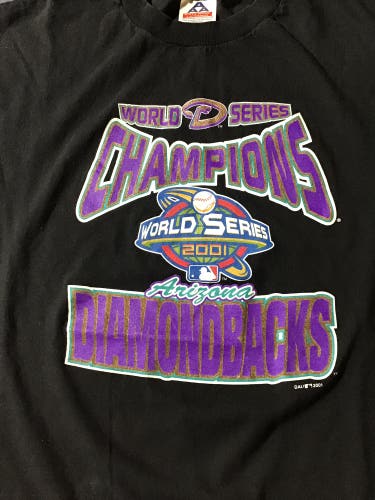 WORLD SERIES
CHAMPIONS
WORLD SERIES
2001
Arizona
DIAMONDBACKS